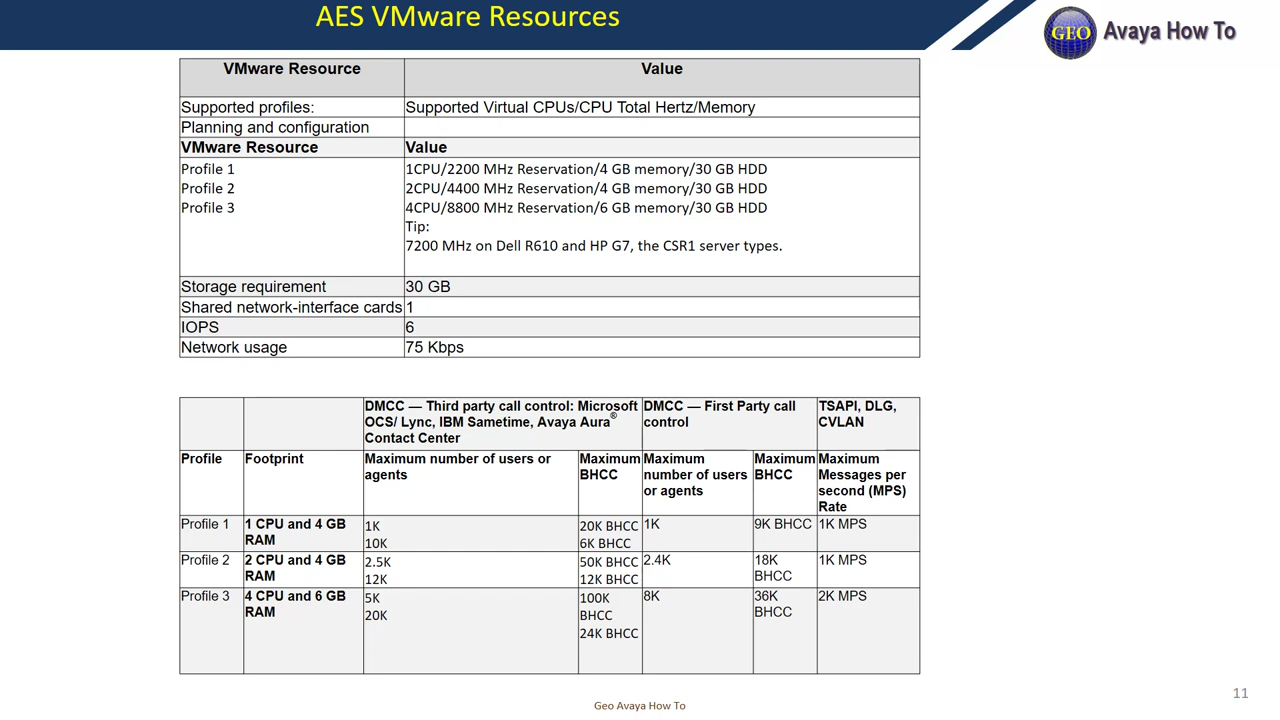 AES VMware Resources
GEO Avaya How To
VMware Resource Value
Supported profiles: Supported Virtual CPUs/CPU Total Hertz/Memory
Planning and configuration
VMware Resource Value
Profile 1 1CPU/2200 MHz Reservation/4 GB memory/30 GB HDD
Profile 2 2CPU/4400 MHz Reservation/4 GB memory/30 GB HDD
Profile 3 4CPU/8800 MHz Reservation/6 GB memory/30 GB HDD
Tip:
7200 MHz on Dell R610 and HP G7, the CSR1 server types.
Storage requirement 30 GB
Shared network-interface cards 1
IOPS 6
Network usage 75 Kbps
DMCC — Third party call control: Microsoft
OCS/ Lync, IBM Sametime, Avaya Aura®
Contact Center
DMCC — First Party call
control
TSAPI, DLG,
CVLAN
Profile
Footprint
Maximum number of users or
agents
Maximum
BHCC
Maximum
number of users
or agents
Maximum
BHCC
Maximum
Messages per
second (MPS)
Rate
Profile 1
1 CPU and 4 GB
RAM
1K
10K
20K BHCC
6K BHCC
1K
9K BHCC
1K MPS
Profile 2
2 CPU and 4 GB
RAM
2.5K
12K
50K BHCC
12K BHCC
2.4K
18K
BHCC
1K MPS
Profile 3
4 CPU and 6 GB
RAM
5K
20K
100K
BHCC
24K BHCC
8K
36K
BHCC
2K MPS
Geo Avaya How To
11